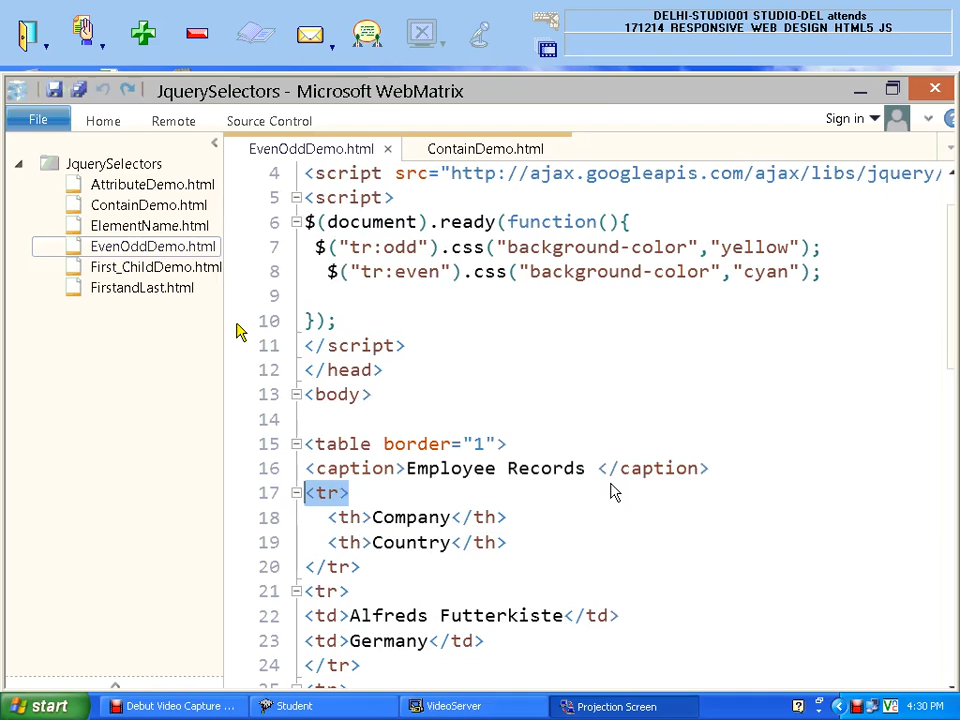 DELHI-STUDIO01 STUDIO-DEL attends
171214 RESPONSIVE WEB DESIGN HTML5 JS
JquerySelectors - Microsoft WebMatrix
File Home Remote Source Control Sign in
JquerySelectors
AttributeDemo.html
ContainDemo.html
ElementName.html
EvenOddDemo.html
First_ChildDemo.html
FirstandLast.html
EvenOddDemo.html × ContainDemo.html
4 <script src="http://ajax.googleapis.com/ajax/libs/jquery/
5 <script>
6 $(document).ready(function(){
7 $("tr:odd").css("background-color","yellow");
8 $("tr:even").css("background-color","cyan");
9
10 });
11 </script>
12 </head>
13 <body>
14
15 <table border="1">
16 <caption>Employee Records </caption>
17 <tr>
18 <th>Company</th>
19 <th>Country</th>
20 </tr>
21 <tr>
22 <td>Alfreds Futterkiste</td>
23 <td>Germany</td>
24 </tr>
start Debut Video Capture ... Student VideoServer Projection Screen 4:30 PM